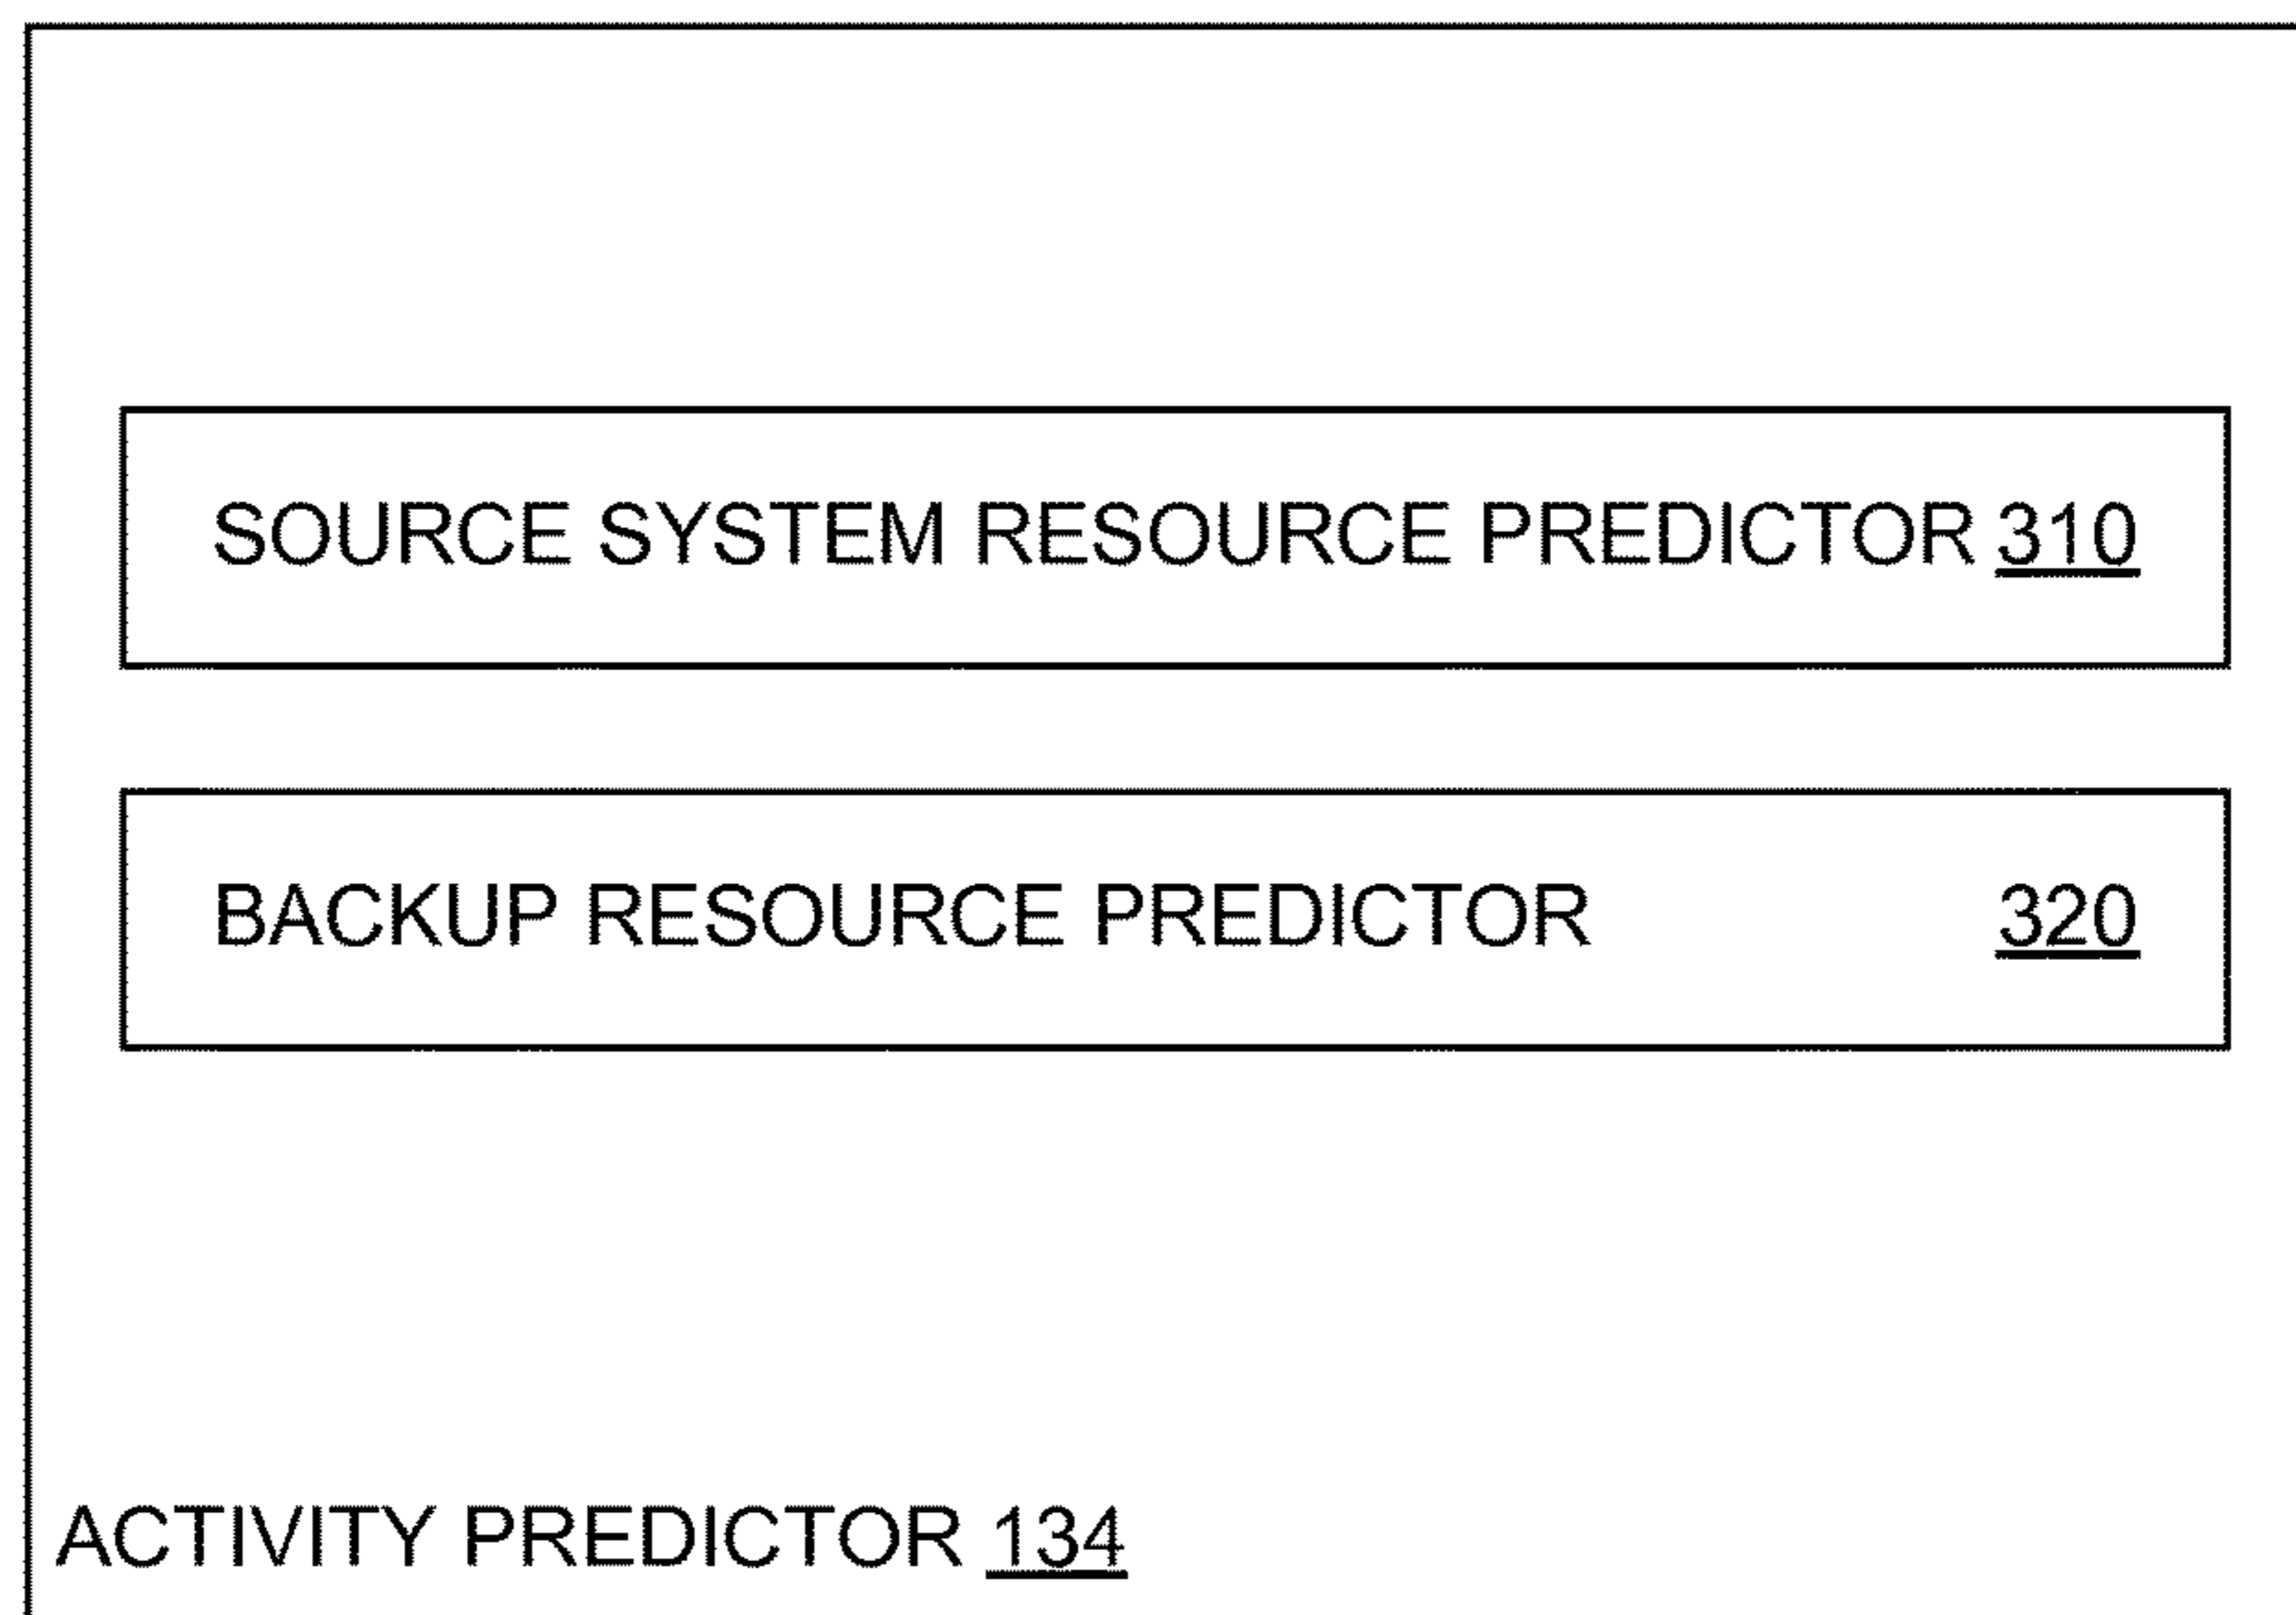 SOURCE SYSTEM RESOURCE PREDICTOR 310
BACKUP RESOURCE PREDICTOR 320
ACTIVITY PREDICTOR 134